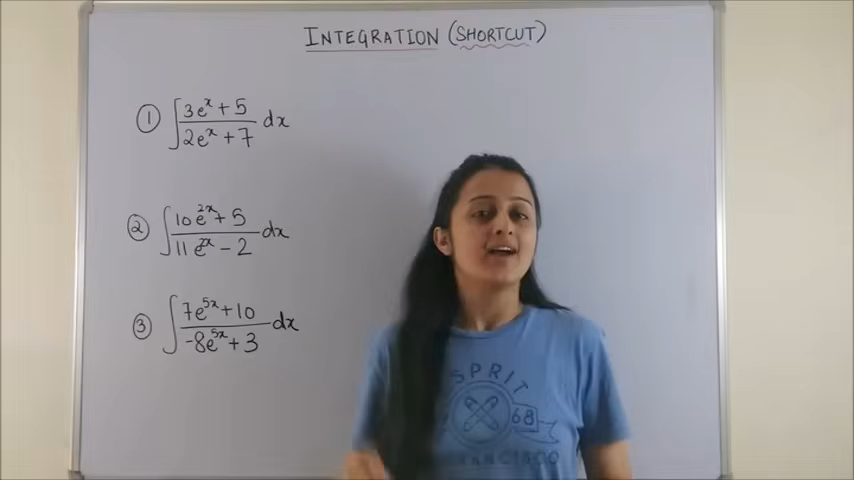 INTEGRATION (SHORTCUT)
① ∫ (3eˣ + 5)/(2eˣ + 7) dx
② ∫ (10e²ˣ + 5)/(11e²ˣ - 2) dx
③ ∫ (7e⁵ˣ + 10)/(-8e⁵ˣ + 3) dx
SPRIT
68